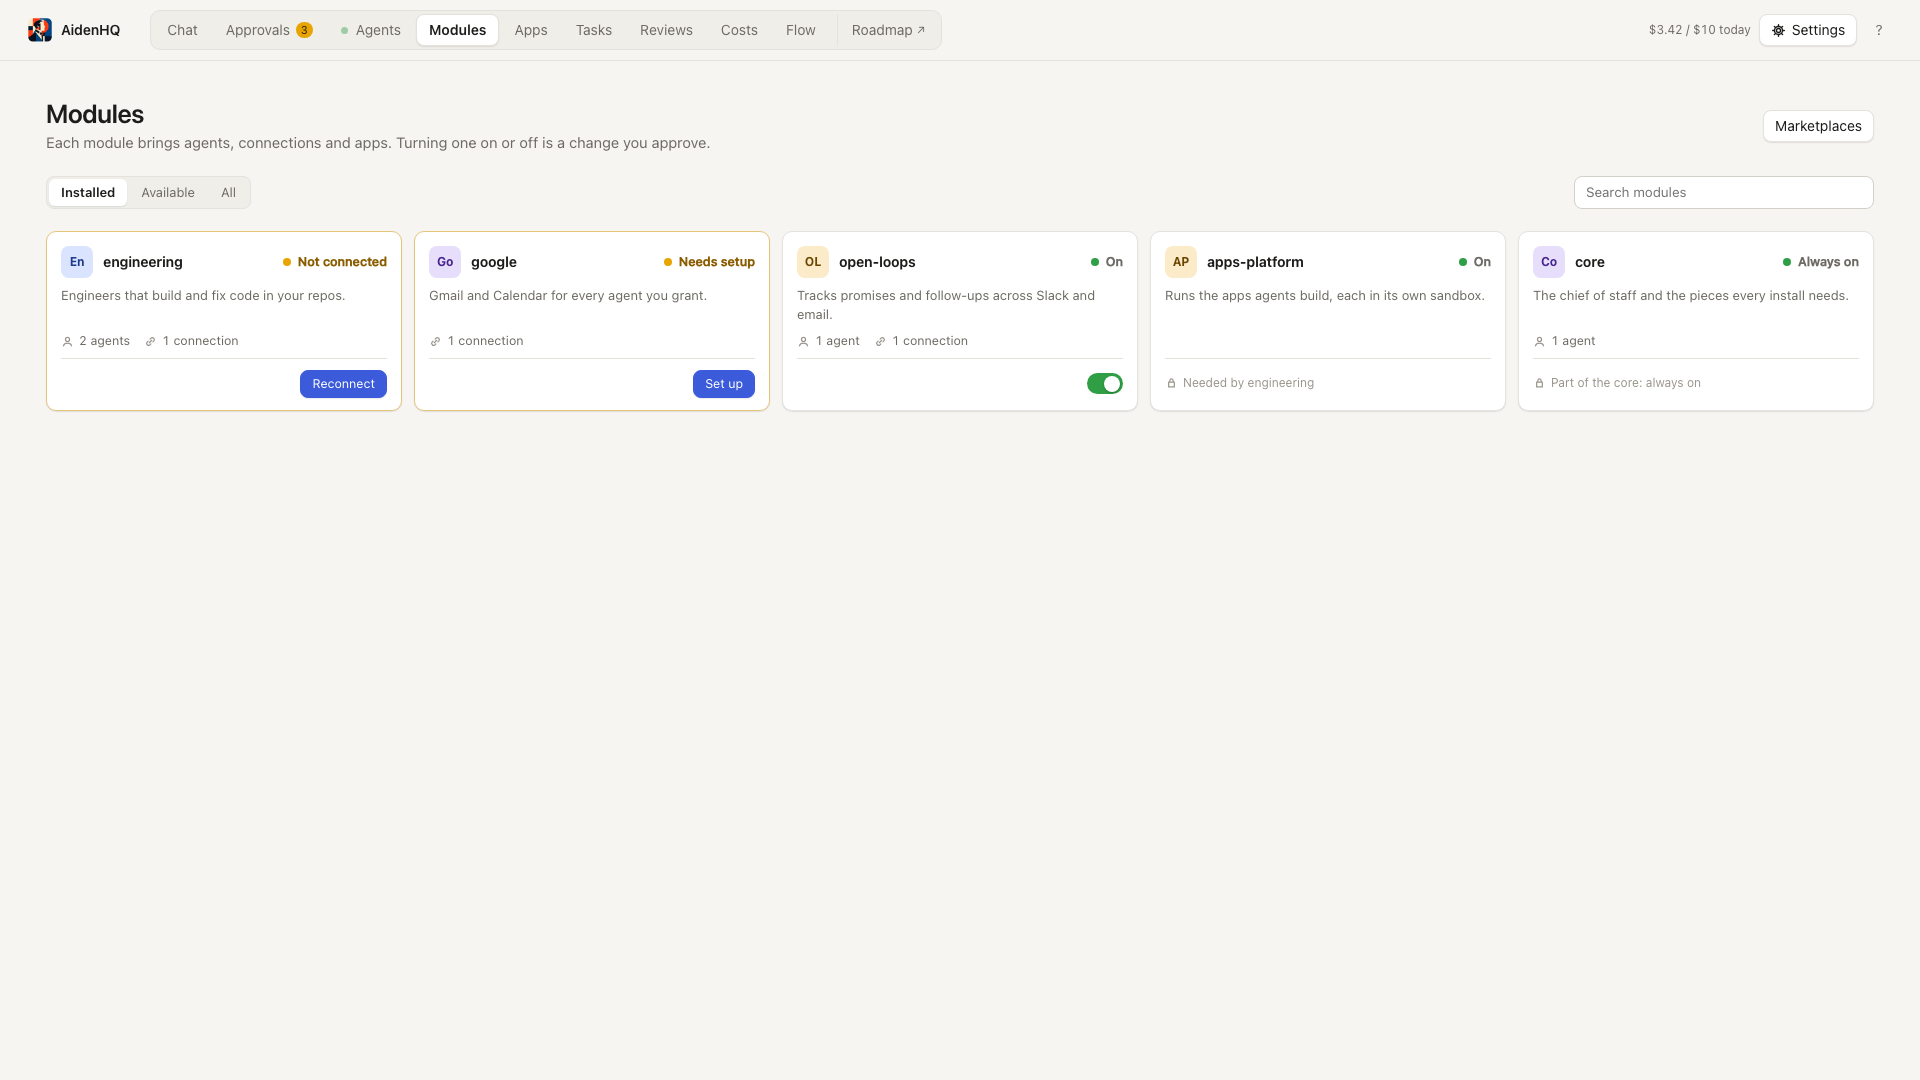 AidenHQ
Chat
Approvals 3
Agents
Modules
Apps
Tasks
Reviews
Costs
Flow
Roadmap ↗
$3.42 / $10 today
Settings
?
Modules
Each module brings agents, connections and apps. Turning one on or off is a change you approve.
Marketplaces
Installed
Available
All
Search modules
En engineering
Not connected
Engineers that build and fix code in your repos.
2 agents
1 connection
Reconnect
Go google
Needs setup
Gmail and Calendar for every agent you grant.
1 connection
Set up
OL open-loops
On
Tracks promises and follow-ups across Slack and
email.
1 agent
1 connection
AP apps-platform
On
Runs the apps agents build, each in its own sandbox.
Needed by engineering
Co core
Always on
The chief of staff and the pieces every install needs.
1 agent
Part of the core: always on